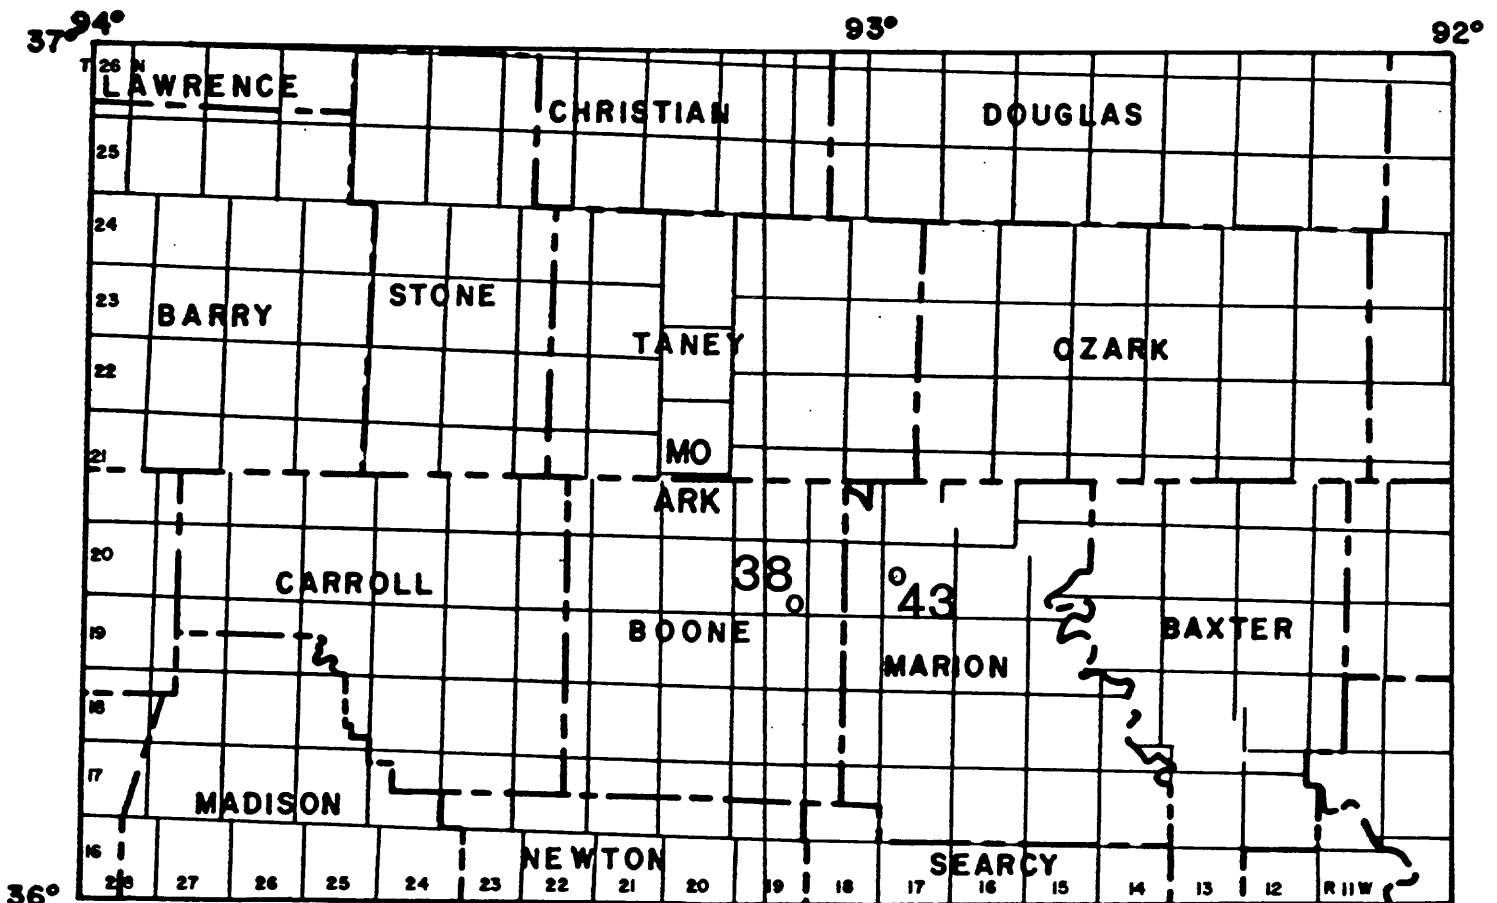 94° 93° 92°
37°
T 26 N
LAWRENCE
CHRISTIAN DOUGLAS
25
24
23
BARRY STONE
TANEY OZARK
22
21
MO
ARK
20
CARROLL
38 43
19
BOONE BAXTER
MARION
18
17
MADISON
16
NEWTON SEARCY
36°
28 27 26 25 24 23 22 21 20 19 18 17 16 15 14 13 12 R 11 W